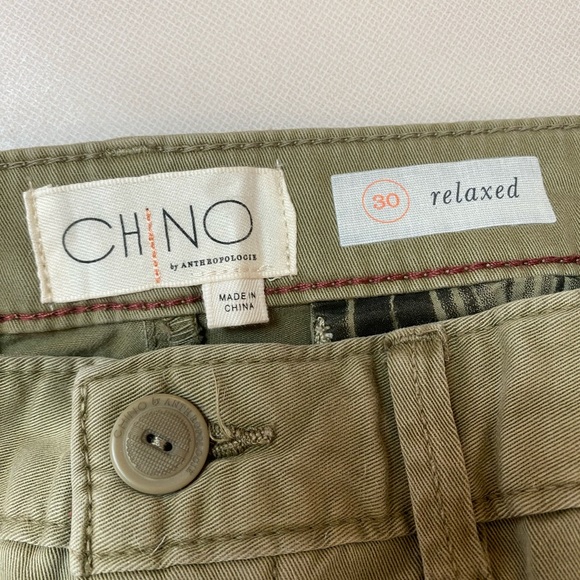 CHINO
by ANTHROPOLOGIE
30 relaxed
MADE IN
CHINA